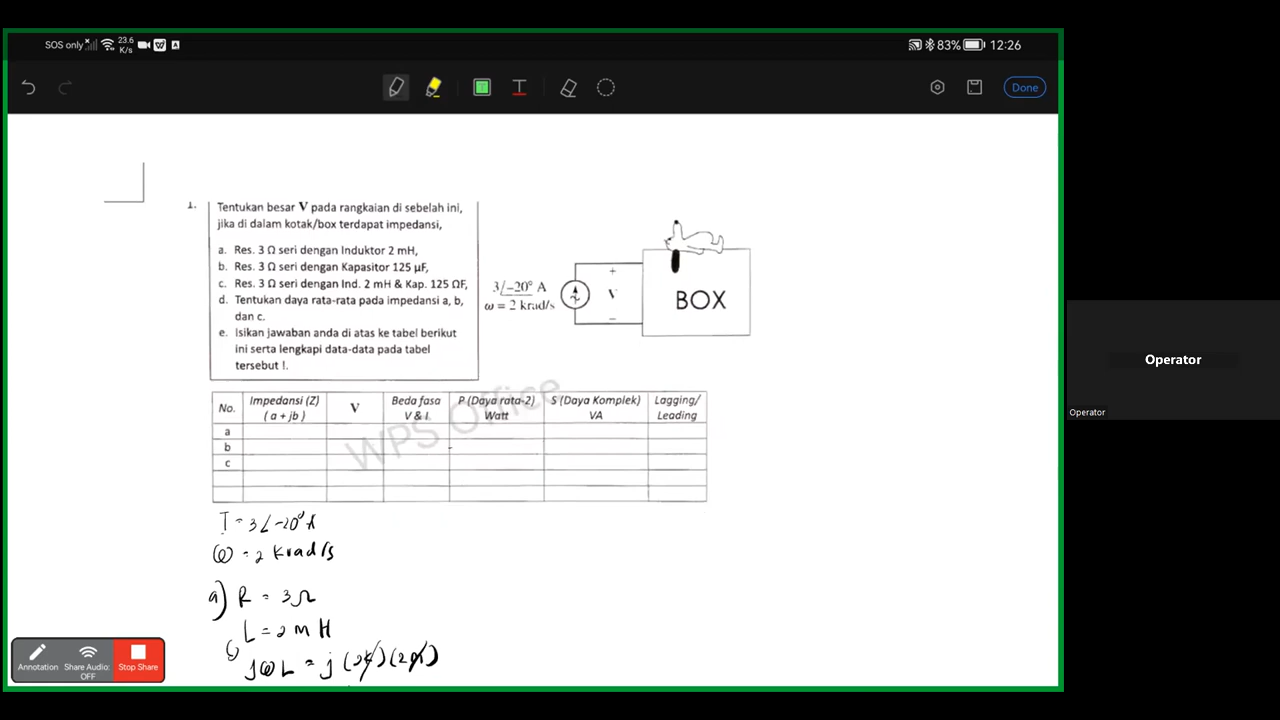 SOS only
23.6
K/s
83%
12:26
Done
1.
Tentukan besar V pada rangkaian di sebelah ini,
jika di dalam kotak/box terdapat impedansi,
a. Res. 3 Ω seri dengan Induktor 2 mH,
b. Res. 3 Ω seri dengan Kapasitor 125 µF,
c. Res. 3 Ω seri dengan Ind. 2 mH & Kap. 125 ΩF,
d. Tentukan daya rata-rata pada impedansi a, b,
dan c.
e. Isikan jawaban anda di atas ke tabel berikut
ini serta lengkapi data-data pada tabel
tersebut !.
3/−20° A
ω = 2 krad/s
+
V
−
BOX
No.
Impedansi (Z)
( a + jb )
V
Beda fasa
V & I
P (Daya rata-2)
Watt
S (Daya Komplek)
VA
Lagging/
Leading
a
b
c
WPS Office
I = 3∠-20° A
ω = 2 krad/s
a) R = 3Ω
L = 2 mH
jωL = j (2k)(2m)
Annotation
Share Audio:
OFF
Stop Share
Operator
Operator